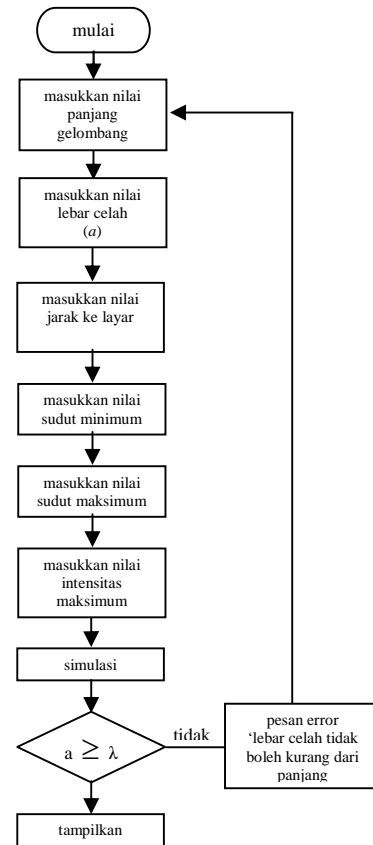 mulai
masukkan nilai
panjang
gelombang
masukkan nilai
lebar celah
(a)
masukkan nilai
jarak ke layar
masukkan nilai
sudut minimum
masukkan nilai
sudut maksimum
masukkan nilai
intensitas
maksimum
simulasi
a ≥ λ
tidak
pesan error
‘lebar celah tidak
boleh kurang dari
panjang
tampilkan